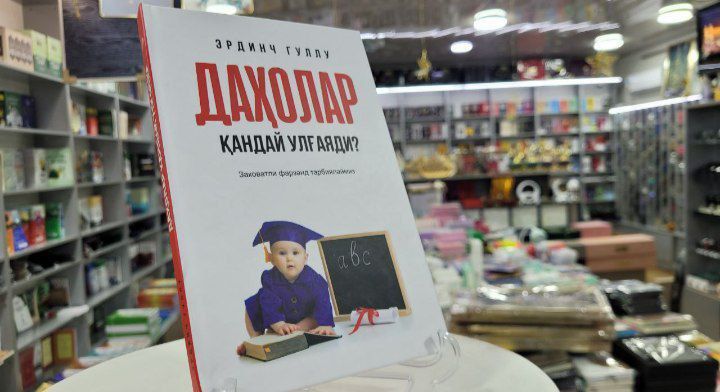 ЭРДИНЧ ГУЛЛУ
ДАҲОЛАР
ҚАНДАЙ УЛҒАЯДИ?
Заковатли фарзанд тарбиялаймиз
abc